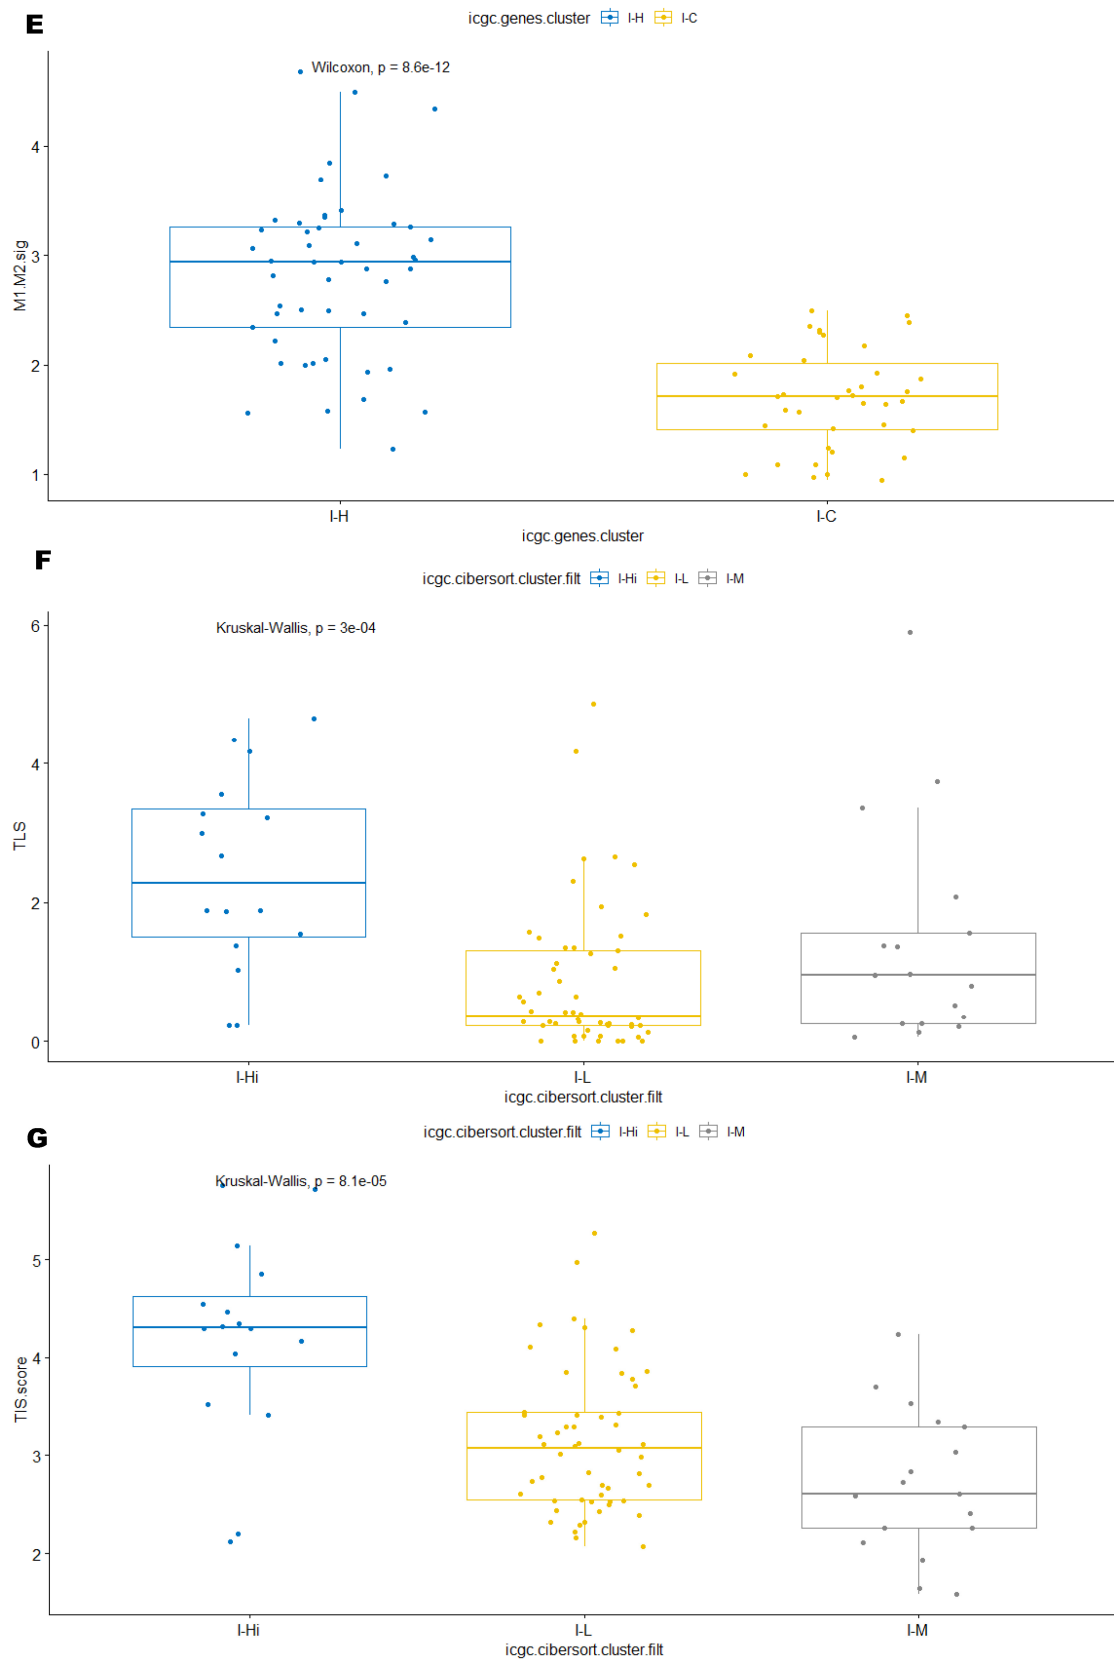 E
icgc.genes.cluster I-H I-C
Wilcoxon, p = 8.6e-12
4
3
2
1
M1.M2.sig
I-H I-C
icgc.genes.cluster
F
icgc.cibersort.cluster.filt I-Hi I-L I-M
Kruskal-Wallis, p = 3e-04
6
4
2
0
TLS
I-Hi I-L I-M
icgc.cibersort.cluster.filt
G
icgc.cibersort.cluster.filt I-Hi I-L I-M
Kruskal-Wallis, p = 8.1e-05
5
4
3
2
TIS.score
I-Hi I-L I-M
icgc.cibersort.cluster.filt